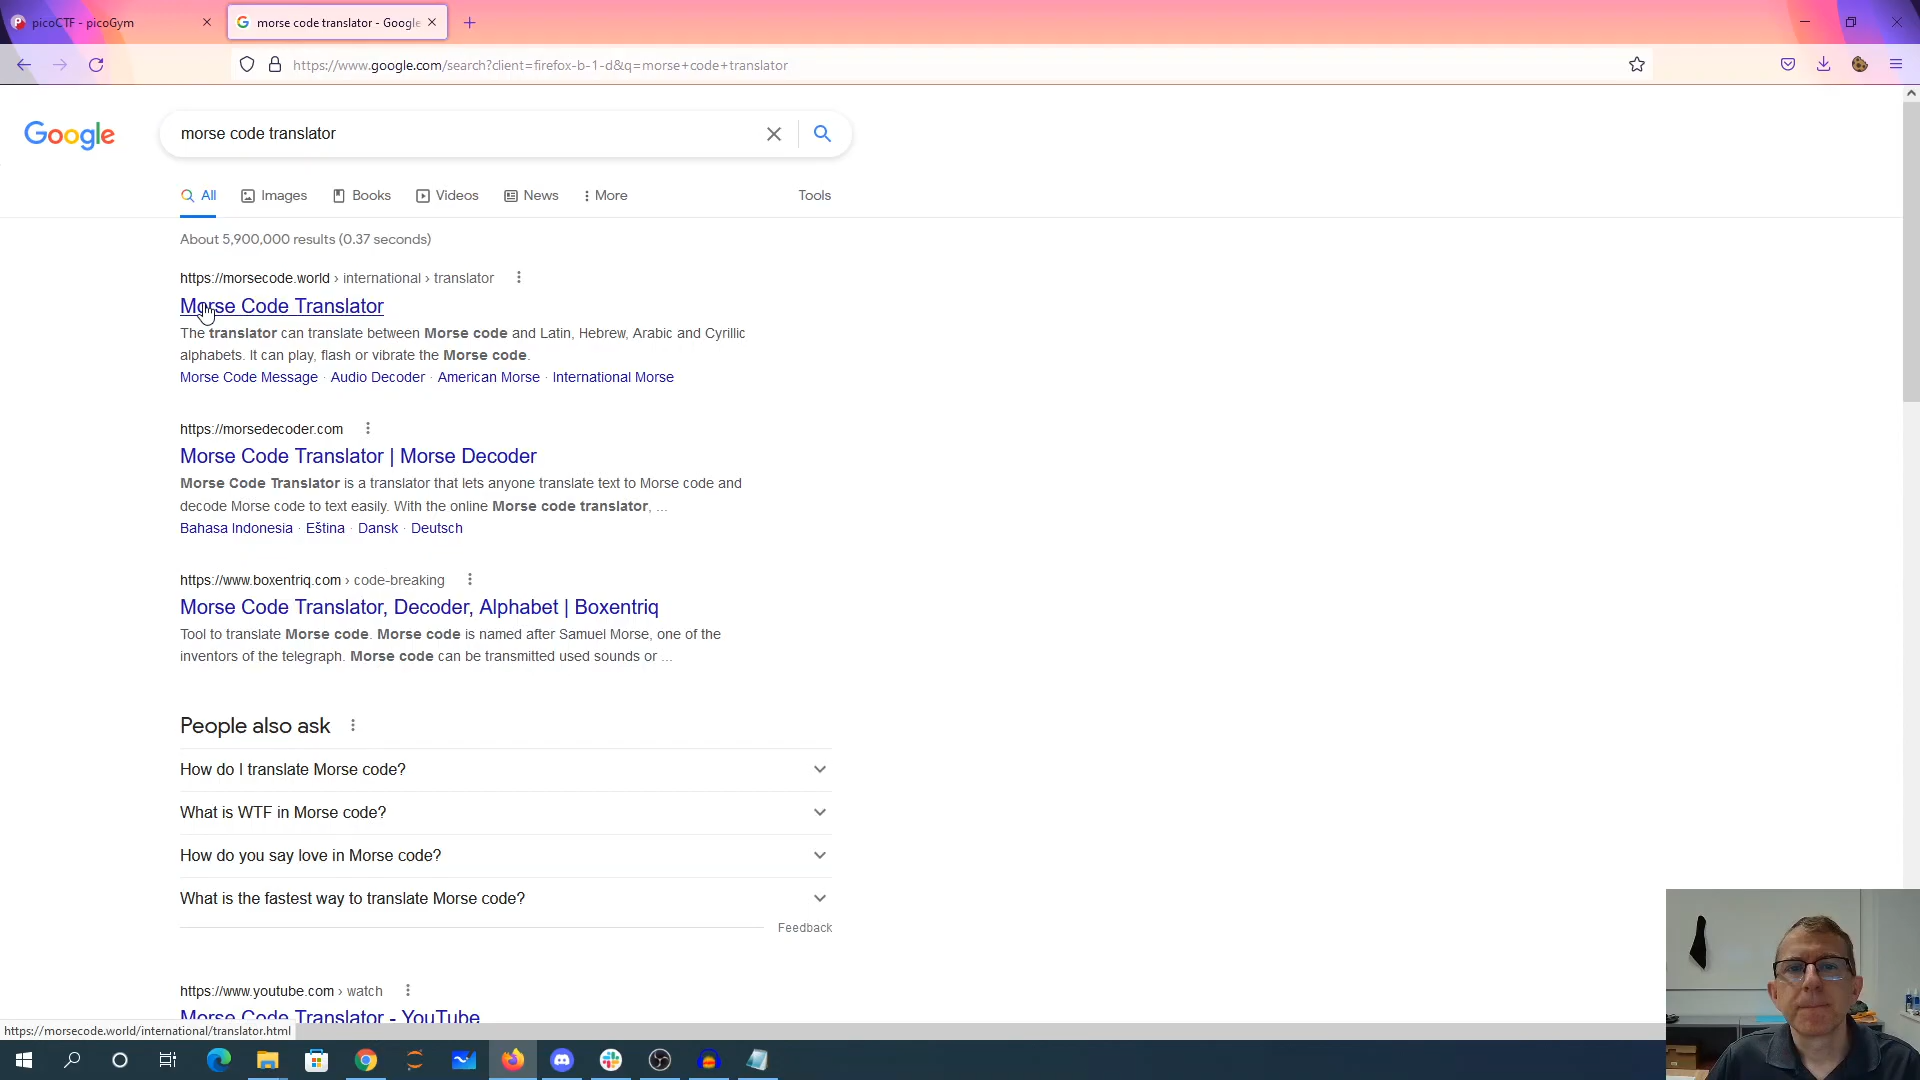 picoCTF - picoGym
morse code translator - Google
https://www.google.com/search?client=firefox-b-1-d&q=morse+code+translator
Google
morse code translator
All
Images
Books
Videos
News
More
Tools
About 5,900,000 results (0.37 seconds)
https://morsecode.world › international › translator
Morse Code Translator
The translator can translate between Morse code and Latin, Hebrew, Arabic and Cyrillic
alphabets. It can play, flash or vibrate the Morse code.
Morse Code Message · Audio Decoder · American Morse · International Morse
https://morsedecoder.com
Morse Code Translator | Morse Decoder
Morse Code Translator is a translator that lets anyone translate text to Morse code and
decode Morse code to text easily. With the online Morse code translator, ...
Bahasa Indonesia · Eština · Dansk · Deutsch
https://www.boxentriq.com › code-breaking
Morse Code Translator, Decoder, Alphabet | Boxentriq
Tool to translate Morse code. Morse code is named after Samuel Morse, one of the
inventors of the telegraph. Morse code can be transmitted used sounds or ...
People also ask
How do I translate Morse code?
What is WTF in Morse code?
How do you say love in Morse code?
What is the fastest way to translate Morse code?
Feedback
https://www.youtube.com › watch
Morse Code Translator - YouTube
https://morsecode.world/international/translator.html